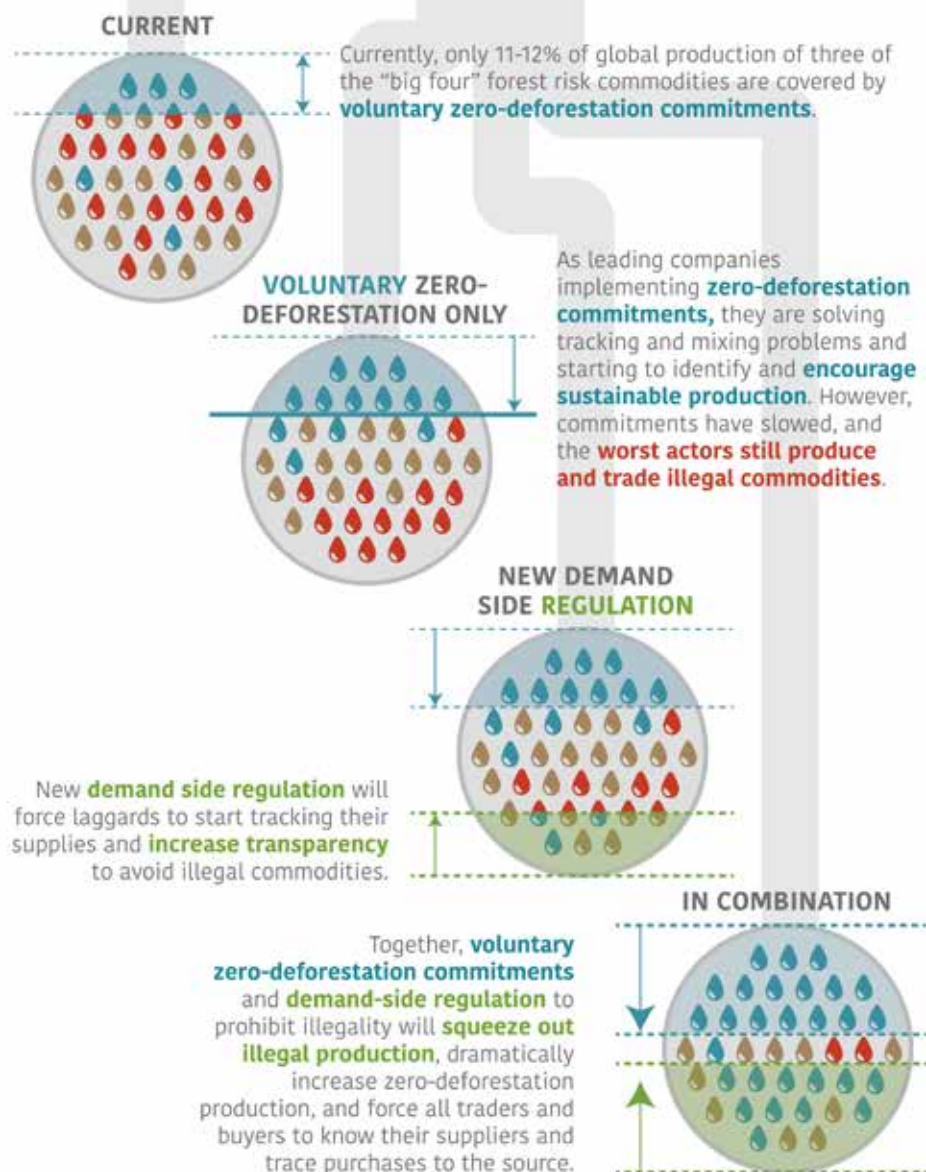 CURRENT
Currently, only 11-12% of global production of three of
the “big four” forest risk commodities are covered by
voluntary zero-deforestation commitments.
VOLUNTARY ZERO-
DEFORESTATION ONLY
As leading companies
implementing zero-deforestation
commitments, they are solving
tracking and mixing problems and
starting to identify and encourage
sustainable production. However,
commitments have slowed, and
the worst actors still produce
and trade illegal commodities.
NEW DEMAND
SIDE REGULATION
New demand side regulation will
force laggards to start tracking their
supplies and increase transparency
to avoid illegal commodities.
IN COMBINATION
Together, voluntary
zero-deforestation commitments
and demand-side regulation to
prohibit illegality will squeeze out
illegal production, dramatically
increase zero-deforestation
production, and force all traders and
buyers to know their suppliers and
trace purchases to the source.